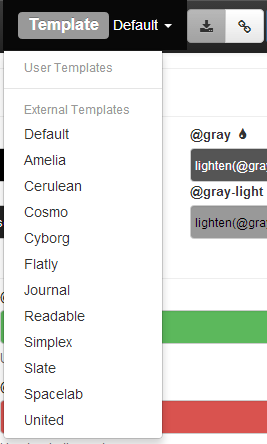 Template Default
User Templates
External Templates
Default
Amelia
Cerulean
Cosmo
Cyborg
Flatly
Journal
Readable
Simplex
Slate
Spacelab
United
@gray
lighten(@gra
@gray-light
lighten(@gra